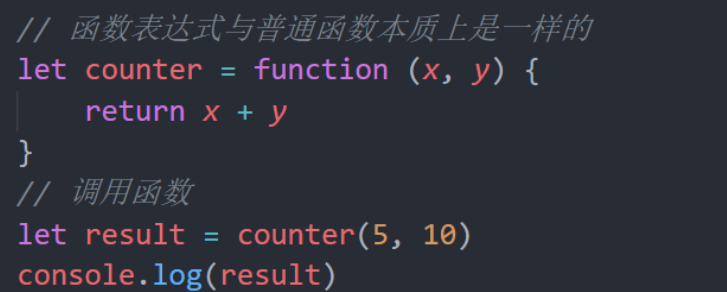 // 函数表达式与普通函数本质上是一样的
let counter = function (x, y) {
    return x + y
}
// 调用函数
let result = counter(5, 10)
console.log(result)